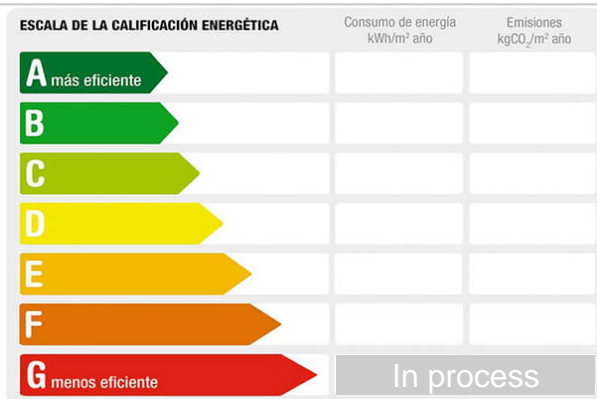 ESCALA DE LA CALIFICACIÓN ENERGÉTICA
Consumo de energía
kWh/m² año
Emisiones
kgCO₂/m² año
A más eficiente
B
C
D
E
F
G menos eficiente
In process